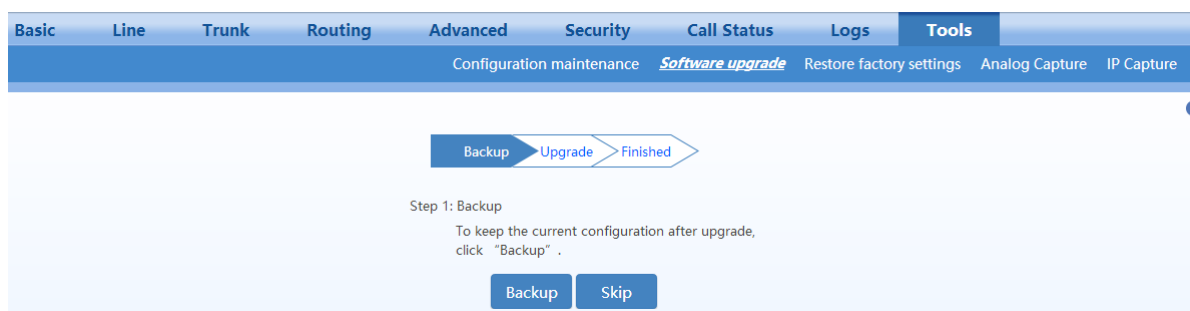 Basic Line Trunk Routing Advanced Security Call Status Logs Tools
Configuration maintenance Software upgrade Restore factory settings Analog Capture IP Capture
Backup Upgrade Finished
Step 1: Backup
To keep the current configuration after upgrade,
click “Backup” .
Backup Skip